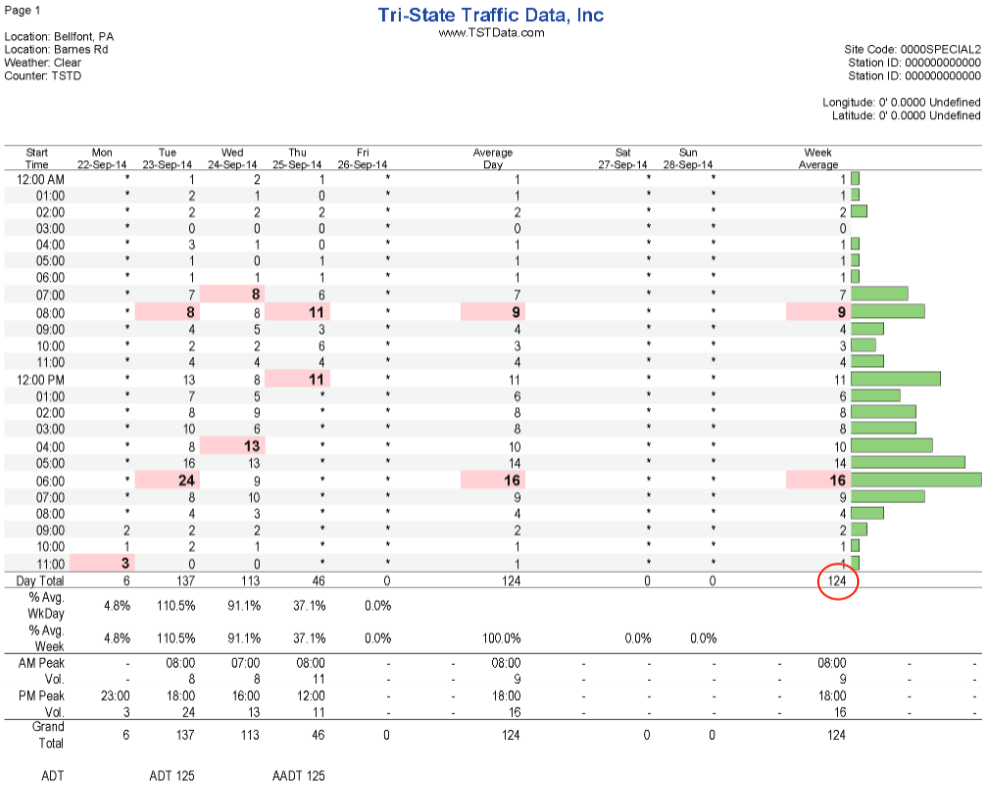 Page 1
Tri-State Traffic Data, Inc
www.TSTData.com
Location: Bellfont, PA
Location: Barnes Rd
Weather: Clear
Counter: TSTD
Site Code: 0000SPECIAL2
Station ID: 000000000000
Station ID: 000000000000
Longitude: 0' 0.0000 Undefined
Latitude: 0' 0.0000 Undefined
Start Mon Tue Wed Thu Fri Average Sat Sun Week
Time 22-Sep-14 23-Sep-14 24-Sep-14 25-Sep-14 26-Sep-14 Day 27-Sep-14 28-Sep-14 Average
12:00 AM * 1 2 1 * 1 * * 1
01:00 * 2 1 0 * 1 * * 1
02:00 * 2 2 2 * 2 * * 2
03:00 * 0 0 0 * 0 * * 0
04:00 * 3 1 0 * 1 * * 1
05:00 * 1 0 1 * 1 * * 1
06:00 * 1 1 1 * 1 * * 1
07:00 * 7 8 6 * 7 * * 7
08:00 * 8 8 11 * 9 * * 9
09:00 * 4 5 3 * 4 * * 4
10:00 * 2 2 6 * 3 * * 3
11:00 * 4 4 4 * 4 * * 4
12:00 PM * 13 8 11 * 11 * * 11
01:00 * 7 5 * * 6 * * 6
02:00 * 8 9 * * 8 * * 8
03:00 * 10 6 * * 8 * * 8
04:00 * 8 13 * * 10 * * 10
05:00 * 16 13 * * 14 * * 14
06:00 * 24 9 * * 16 * * 16
07:00 * 8 10 * * 9 * * 9
08:00 * 4 3 * * 4 * * 4
09:00 2 2 2 * * 2 * * 2
10:00 1 2 1 * * 1 * * 1
11:00 3 0 0 * * 1 * * 1
Day Total 6 137 113 46 0 124 0 0 124
% Avg.
WkDay 4.8% 110.5% 91.1% 37.1% 0.0%
% Avg.
Week 4.8% 110.5% 91.1% 37.1% 0.0% 100.0% 0.0% 0.0%
AM Peak - 08:00 07:00 08:00 - - 08:00 - - - 08:00 - -
Vol. - 8 8 11 - - 9 - - - 9 - -
PM Peak 23:00 18:00 16:00 12:00 - - 18:00 - - - 18:00 - -
Vol. 3 24 13 11 - - 16 - - - 16 - -
Grand
Total 6 137 113 46 0 124 0 0 124
ADT ADT 125 AADT 125